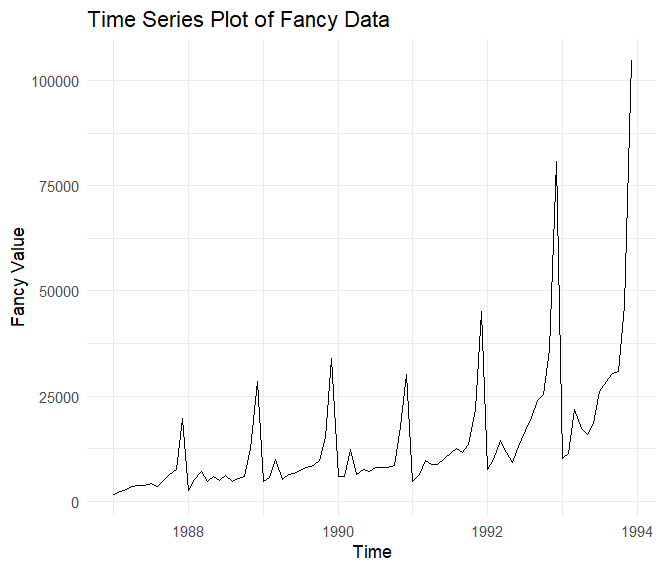 Time Series Plot of Fancy Data
100000
75000
50000
25000
0
Fancy Value
1988 1990 1992 1994
Time